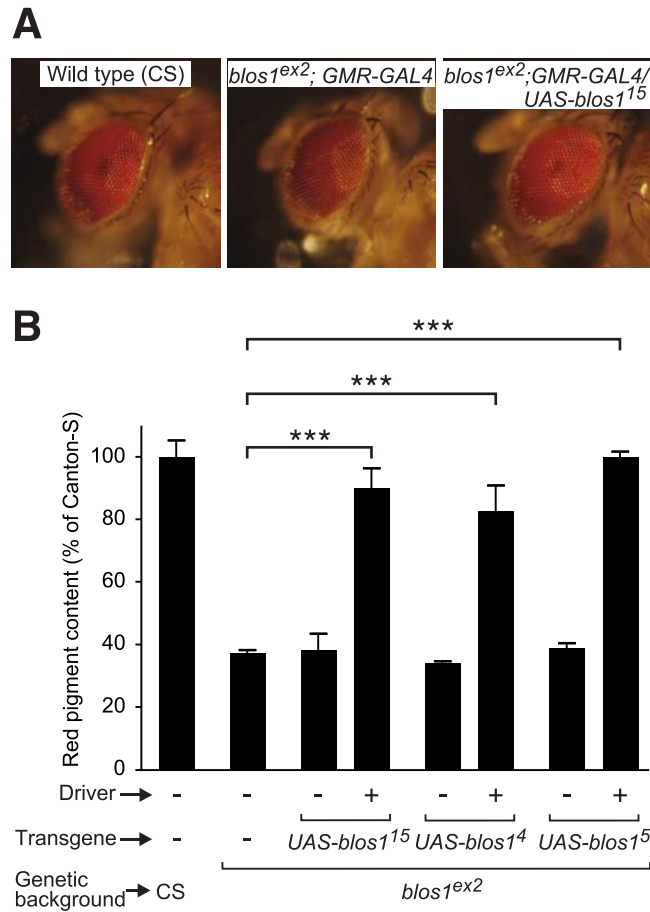 A
Wild type (CS)
blos1ex2; GMR-GAL4
blos1ex2;GMR-GAL4/
UAS-blos115
B
***
***
***
Red pigment content (% of Canton-S)
100
80
60
40
20
0
Driver → - - - + - + - +
Transgene → - - UAS-blos115 UAS-blos14 UAS-blos15
Genetic
background → CS blos1ex2